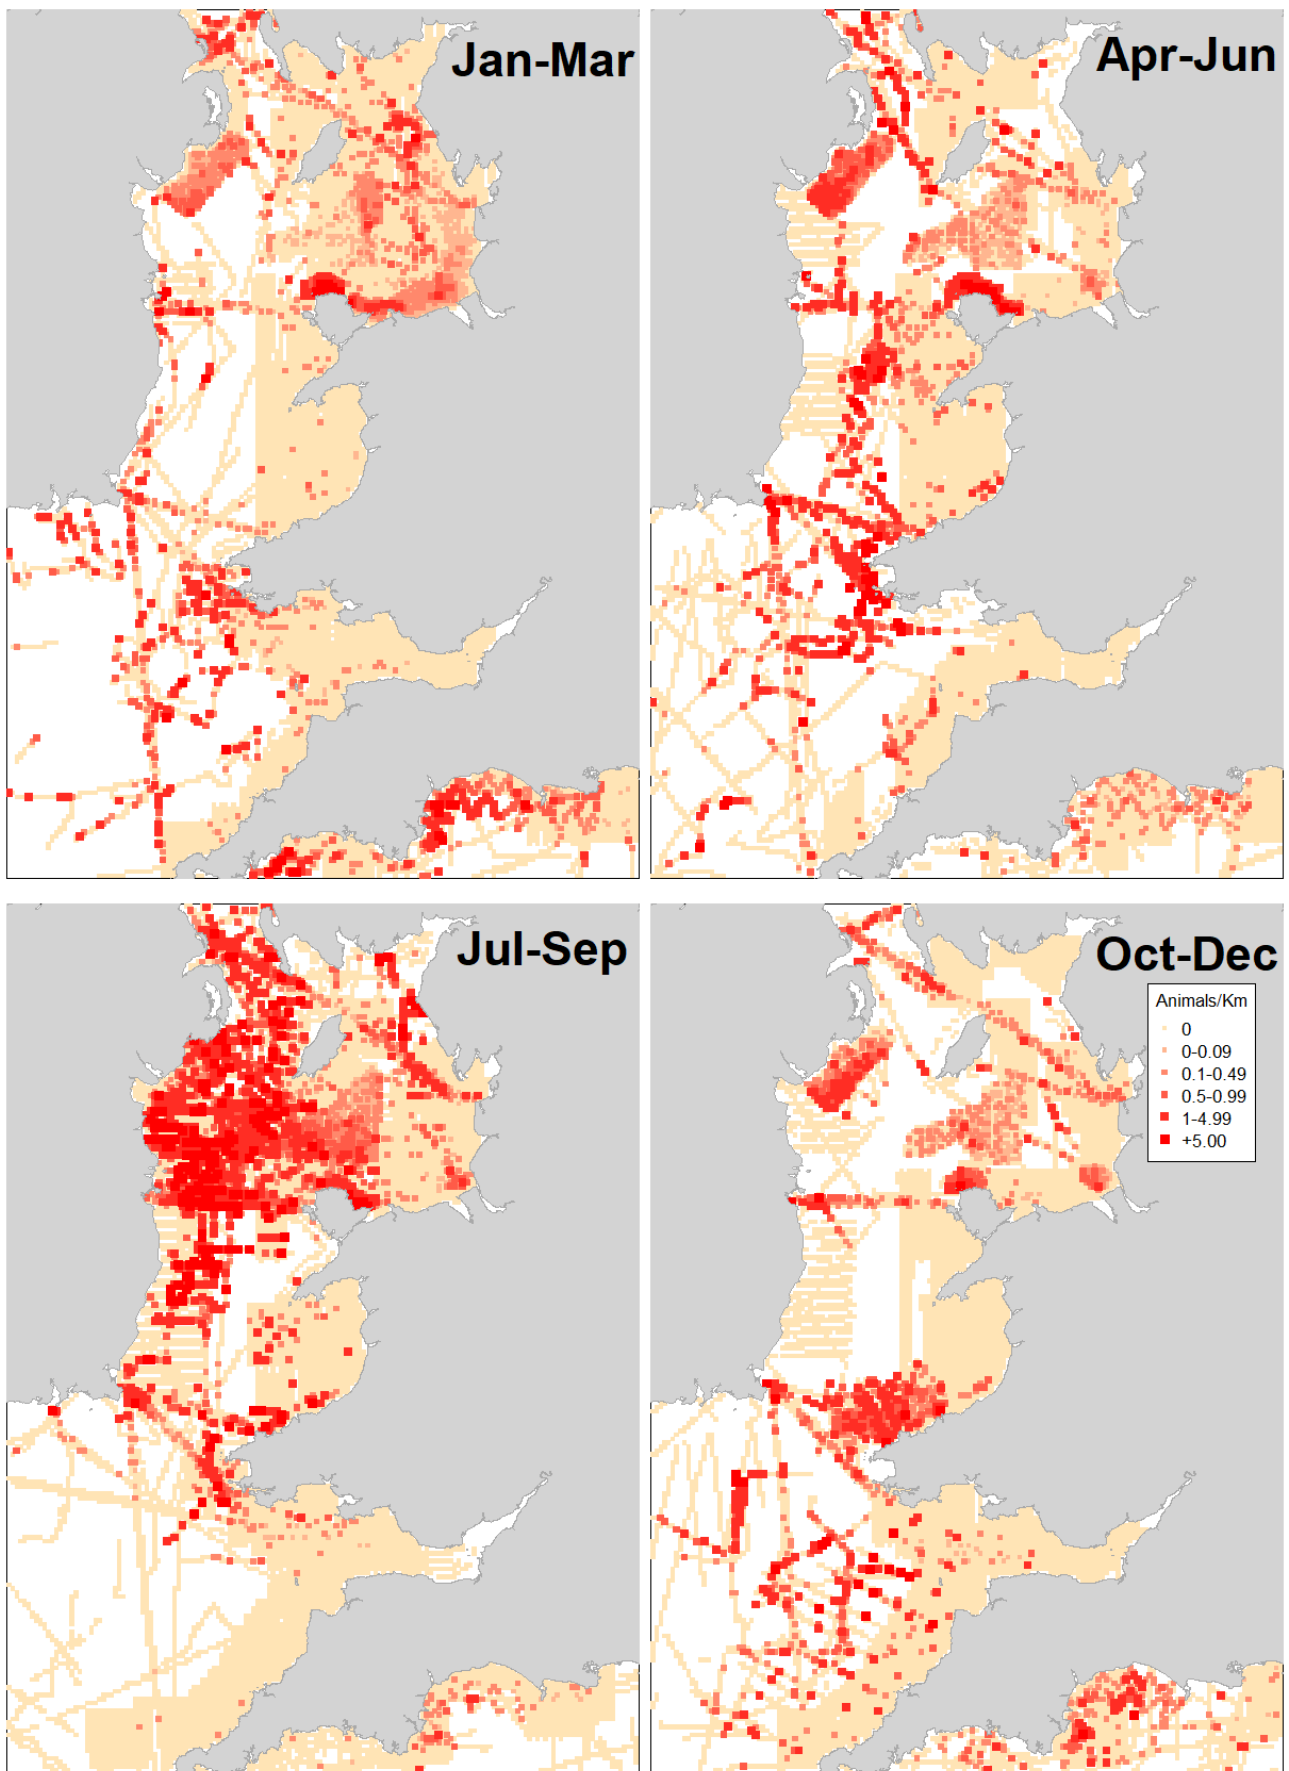 Jan-Mar
Apr-Jun
Jul-Sep
Oct-Dec
Animals/Km
0
0-0.09
0.1-0.49
0.5-0.99
1-4.99
+5.00